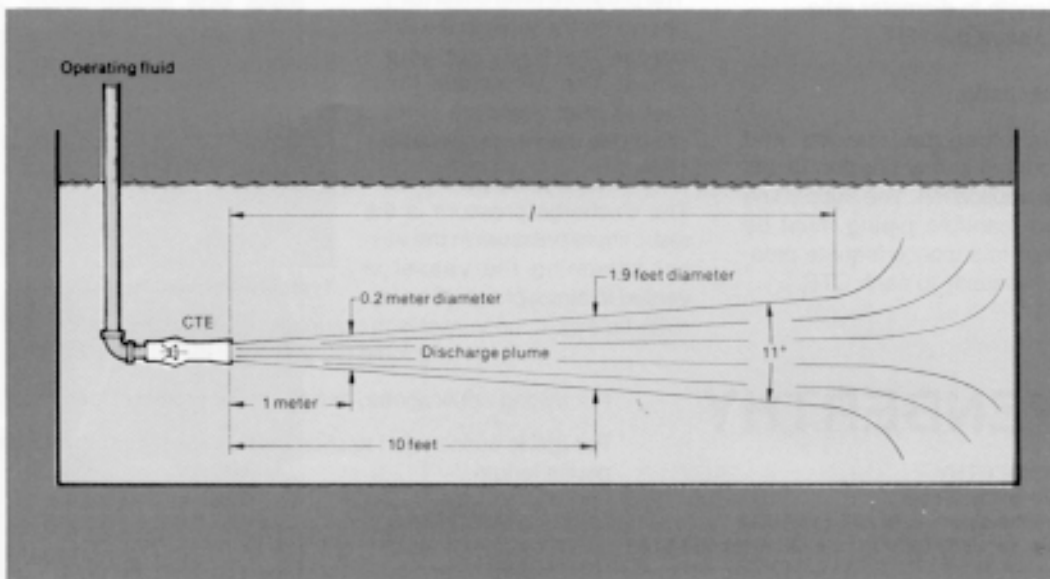 Operating fluid
l
1.9 feet diameter
0.2 meter diameter
CTE
Discharge plume
11°
1 meter
10 feet